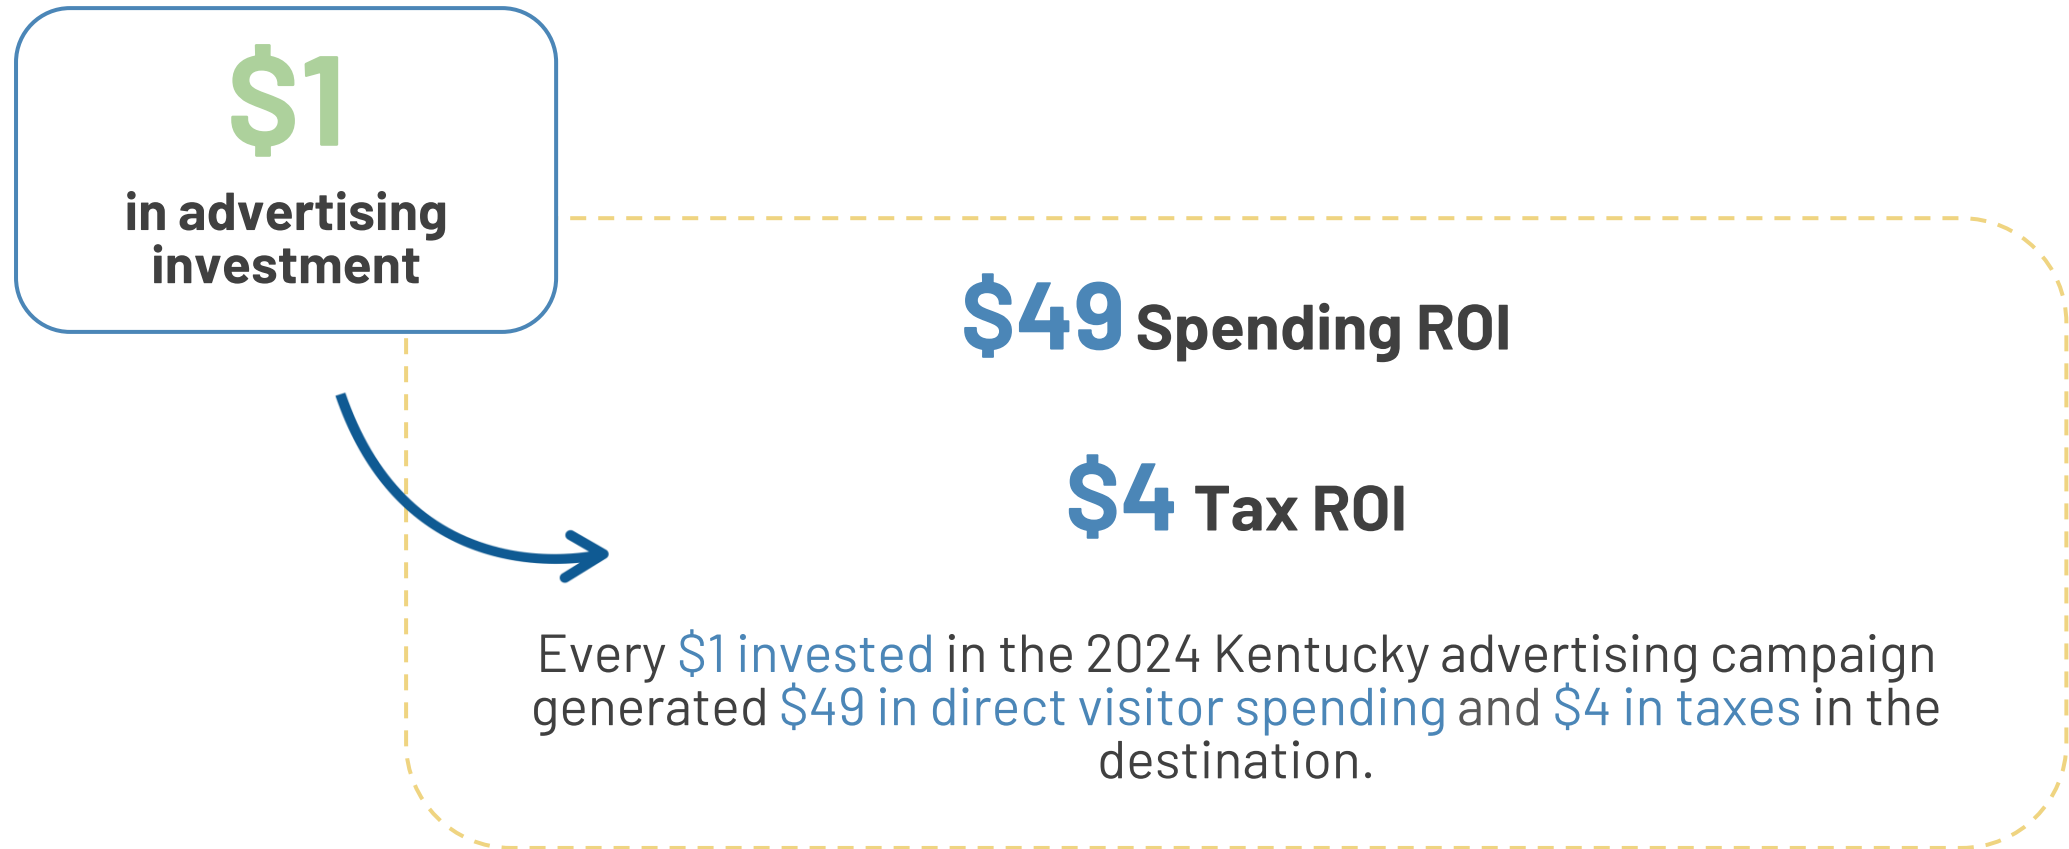 $1
in advertising
investment
$49 Spending ROI
$4 Tax ROI
Every $1 invested in the 2024 Kentucky advertising campaign
generated $49 in direct visitor spending and $4 in taxes in the
destination.